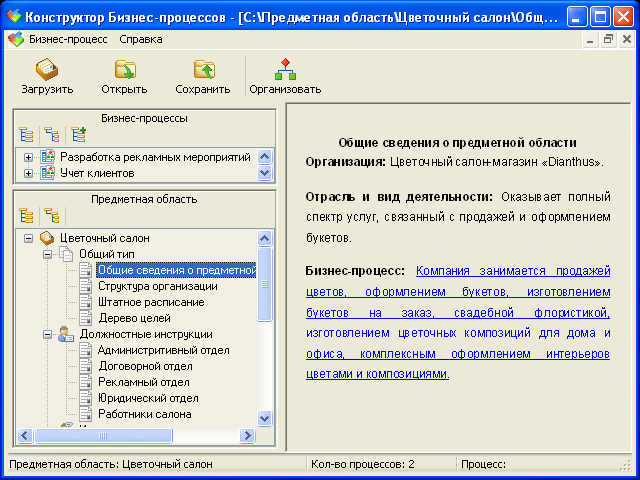 Конструктор Бизнес-процессов - [C:\Предметная область\Цветочный салон\Общ...
Бизнес-процесс Справка
Загрузить Открыть Сохранить Организовать
Бизнес-процессы
Разработка рекламных мероприятий
Учет клиентов
Предметная область
Цветочный салон
Общий тип
Общие сведения о предметной
Структура организации
Штатное расписание
Дерево целей
Должностные инструкции
Администритивный отдел
Договорной отдел
Рекламный отдел
Юридический отдел
Работники салона
Общие сведения о предметной области
Организация: Цветочный салон-магазин «Dianthus».
Отрасль и вид деятельности: Оказывает полный
спектр услуг, связанный с продажей и оформлением
букетов.
Бизнес-процесс: Компания занимается продажей
цветов, оформлением букетов, изготовлением
букетов на заказ, свадебной флористикой,
изготовлением цветочных композиций для дома и
офиса, комплексным оформлением интерьеров
цветами и композициями.
Предметная область: Цветочный салон Кол-во процессов: 2 Процесс: